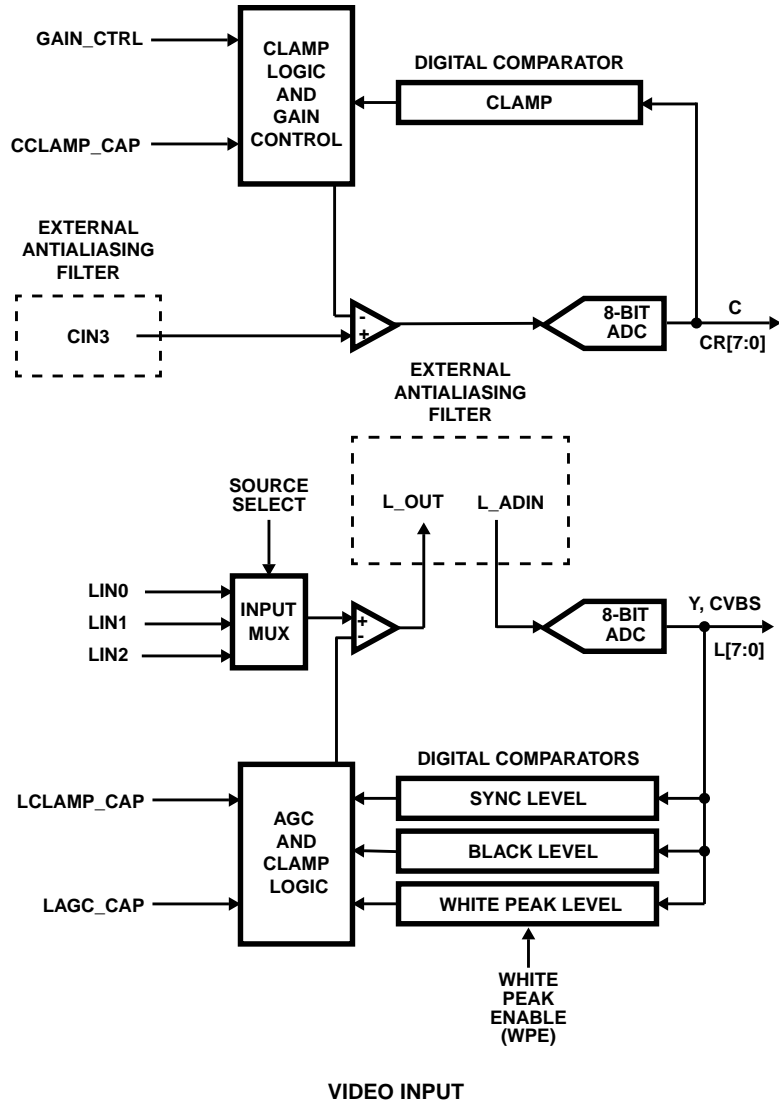 GAIN_CTRL
CCLAMP_CAP
CLAMP
LOGIC
AND
GAIN
CONTROL
DIGITAL COMPARATOR
CLAMP
EXTERNAL
ANTIALIASING
FILTER
CIN3
-
+
8-BIT
ADC
C
CR[7:0]
EXTERNAL
ANTIALIASING
FILTER
L_OUT
L_ADIN
SOURCE
SELECT
LIN0
LIN1
LIN2
INPUT
MUX
+
-
8-BIT
ADC
Y, CVBS
L[7:0]
LCLAMP_CAP
LAGC_CAP
AGC
AND
CLAMP
LOGIC
DIGITAL COMPARATORS
SYNC LEVEL
BLACK LEVEL
WHITE PEAK LEVEL
WHITE
PEAK
ENABLE
(WPE)
VIDEO INPUT